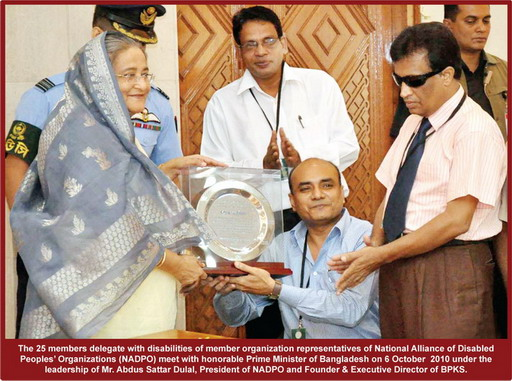 The 25 members delegate with disabilities of member organization representatives of National Alliance of Disabled
Peoples' Organizations (NADPO) meet with honorable Prime Minister of Bangladesh on 6 October 2010 under the
leadership of Mr. Abdus Sattar Dulal, President of NADPO and Founder & Executive Director of BPKS.